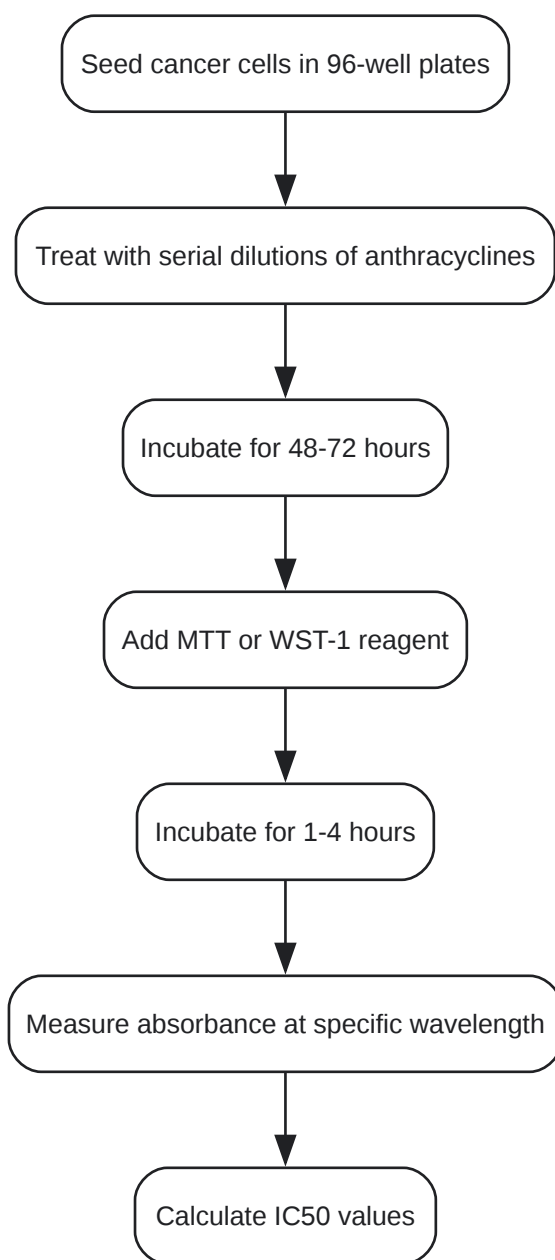 Seed cancer cells in 96-well plates
Treat with serial dilutions of anthracyclines
Incubate for 48-72 hours
Add MTT or WST-1 reagent
Incubate for 1-4 hours
Measure absorbance at specific wavelength
Calculate IC50 values